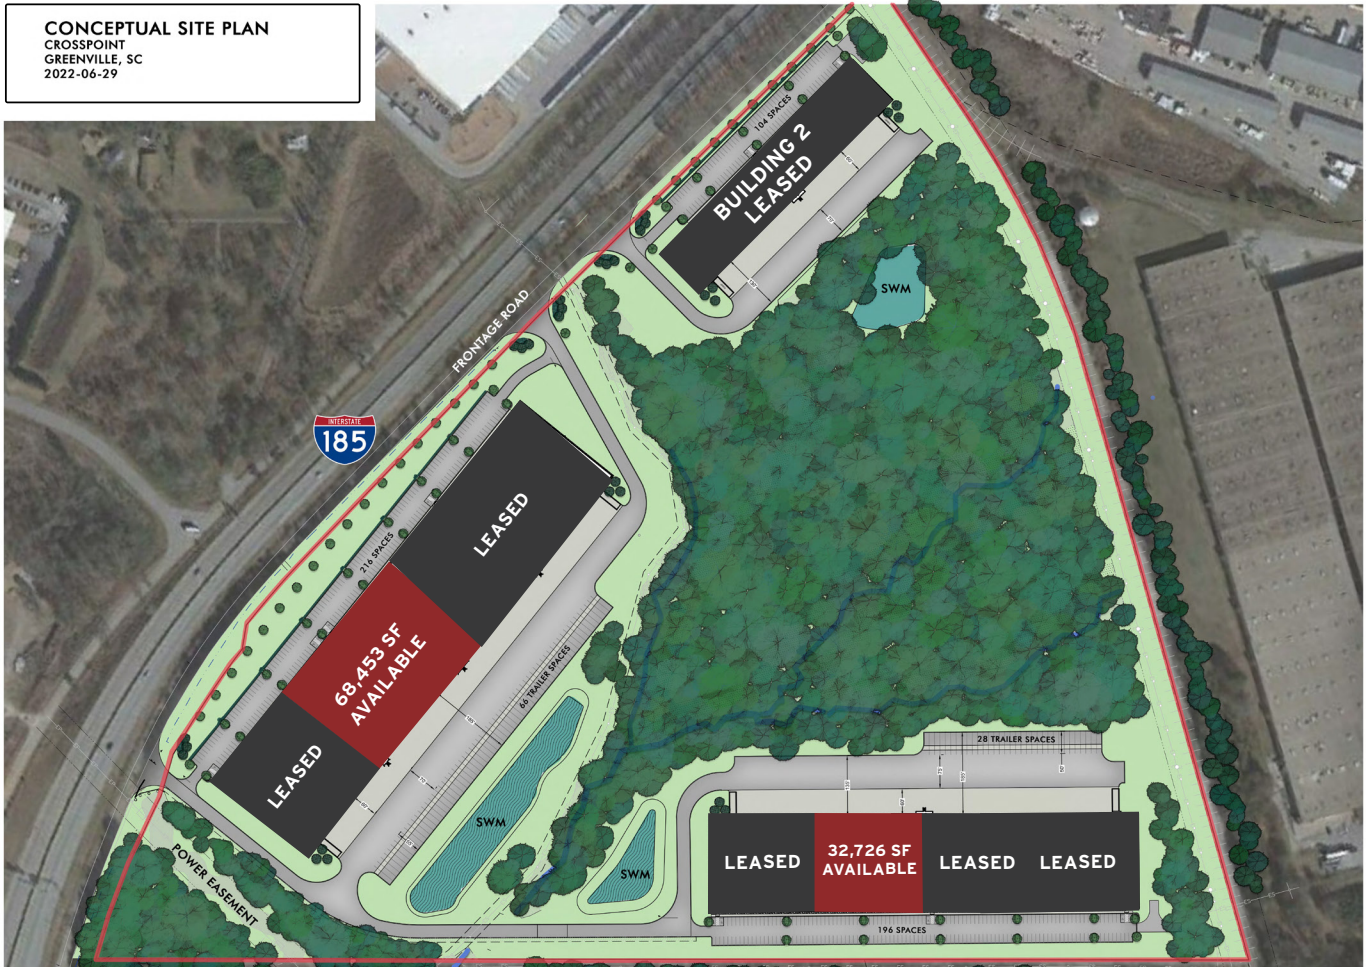 CONCEPTUAL SITE PLAN
CROSSPOINT
GREENVILLE, SC
2022-06-29
104 SPACES
BUILDING 2
LEASED
SWM
FRONTAGE ROAD
INTERSTATE
185
LEASED
216 SPACES
68,453 SF
AVAILABLE
66 TRAILER SPACES
LEASED
28 TRAILER SPACES
SWM
SWM
POWER EASEMENT
LEASED
32,726 SF
AVAILABLE
LEASED
LEASED
196 SPACES